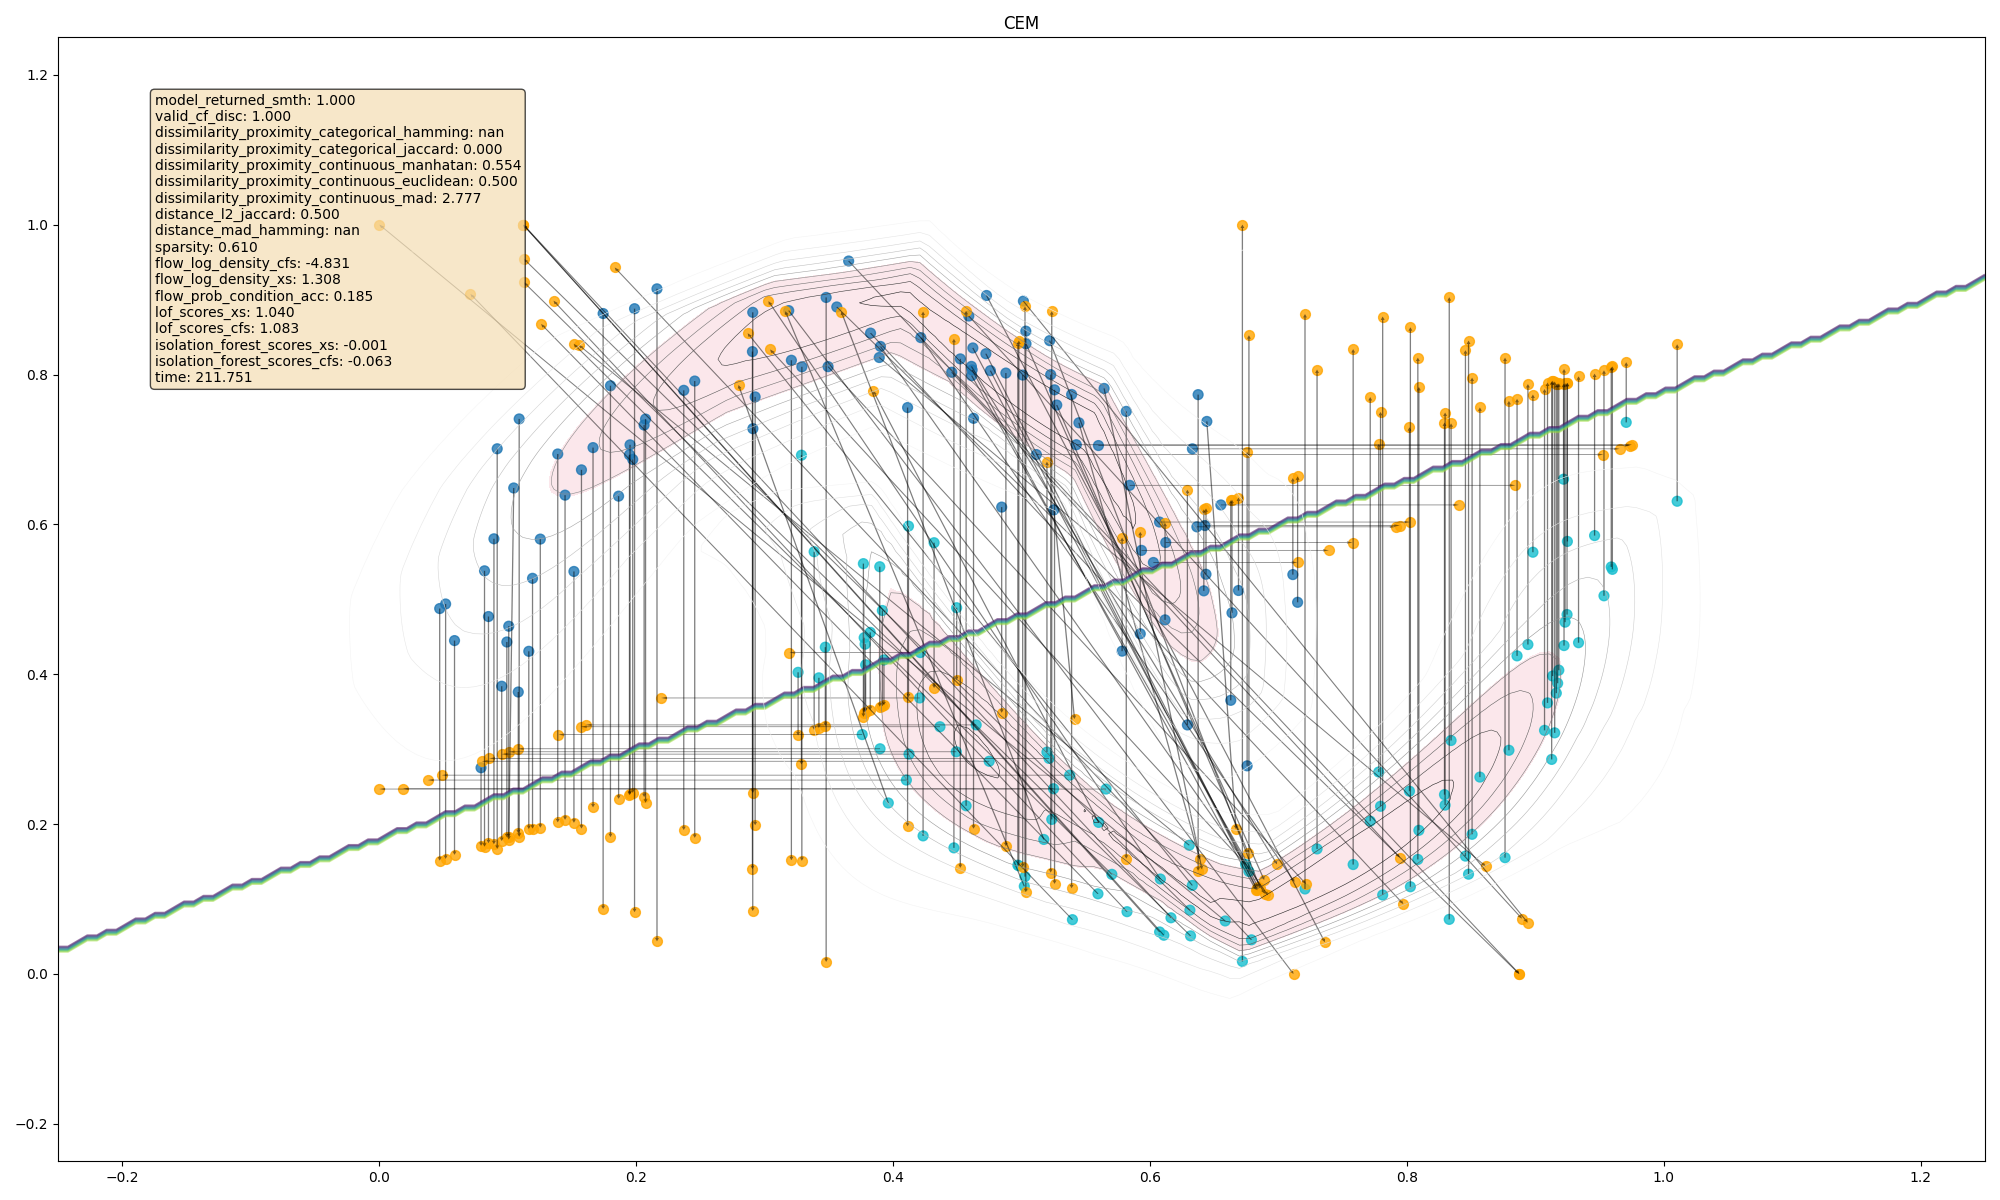 CEM
1.2
1.0
0.8
0.6
0.4
0.2
0.0
−0.2
model_returned_smth: 1.000
valid_cf_disc: 1.000
dissimilarity_proximity_categorical_hamming: nan
dissimilarity_proximity_categorical_jaccard: 0.000
dissimilarity_proximity_continuous_manhatan: 0.554
dissimilarity_proximity_continuous_euclidean: 0.500
dissimilarity_proximity_continuous_mad: 2.777
distance_l2_jaccard: 0.500
distance_mad_hamming: nan
sparsity: 0.610
flow_log_density_cfs: -4.831
flow_log_density_xs: 1.308
flow_prob_condition_acc: 0.185
lof_scores_xs: 1.040
lof_scores_cfs: 1.083
isolation_forest_scores_xs: -0.001
isolation_forest_scores_cfs: -0.063
time: 211.751
−0.2 0.0 0.2 0.4 0.6 0.8 1.0 1.2